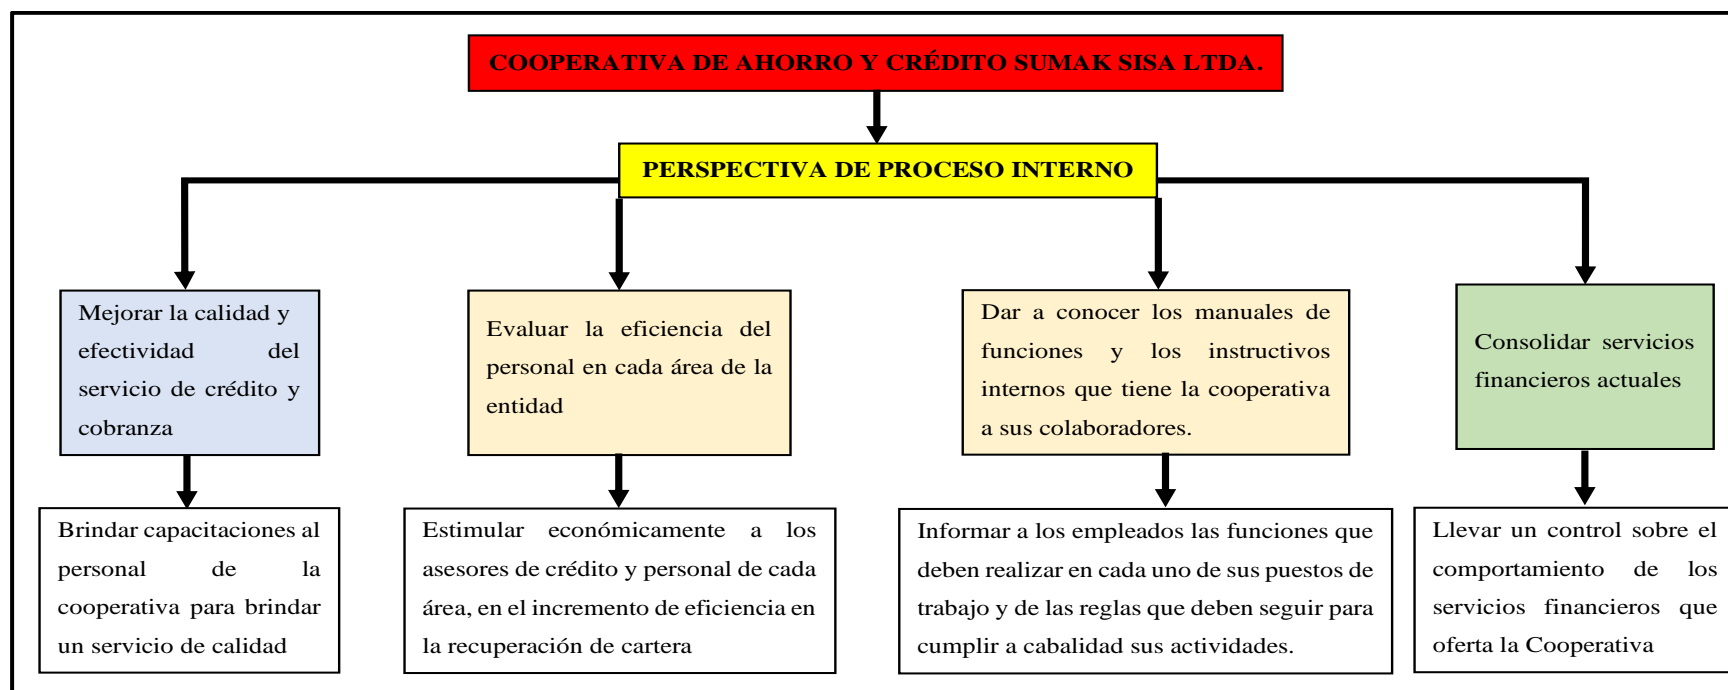 COOPERATIVA DE AHORRO Y CRÉDITO SUMAK SISA LTDA.
PERSPECTIVA DE PROCESO INTERNO
Mejorar la calidad y
efectividad del
servicio de crédito y
cobranza
Evaluar la eficiencia del
personal en cada área de la
entidad
Dar a conocer los manuales de
funciones y los instructivos
internos que tiene la cooperativa
a sus colaboradores.
Consolidar servicios
financieros actuales
Brindar capacitaciones al
personal de la
cooperativa para brindar
un servicio de calidad
Estimular económicamente a los
asesores de crédito y personal de cada
área, en el incremento de eficiencia en
la recuperación de cartera
Informar a los empleados las funciones que
deben realizar en cada uno de sus puestos de
trabajo y de las reglas que deben seguir para
cumplir a cabalidad sus actividades.
Llevar un control sobre el
comportamiento de los
servicios financieros que
oferta la Cooperativa